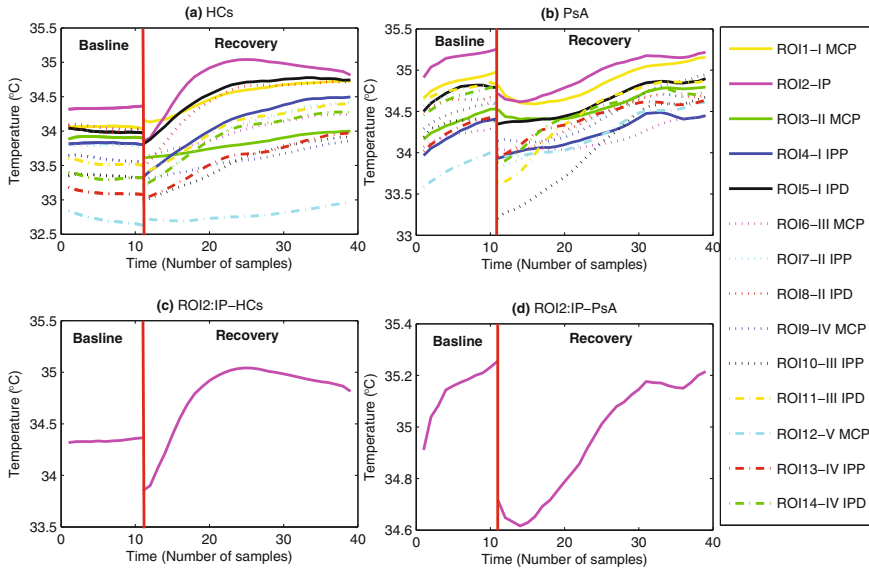 (a) HCs
Basline
Recovery
Temperature (°C)
35.5
35
34.5
34
33.5
33
32.5
0
10
20
30
40
Time (Number of samples)
(b) PsA
Basline
Recovery
Temperature (°C)
35.5
35
34.5
34
33.5
33
0
10
20
30
40
Time (Number of samples)
(c) ROI2:IP−HCs
Basline
Recovery
Temperature (°C)
35.5
35
34.5
34
33.5
0
10
20
30
40
Time (Number of samples)
(d) ROI2:IP−PsA
Basline
Recovery
Temperature (°C)
35.4
35.2
35
34.8
34.6
0
10
20
30
40
Time (Number of samples)
ROI1−I MCP
ROI2−IP
ROI3−II MCP
ROI4−I IPP
ROI5−I IPD
ROI6−III MCP
ROI7−II IPP
ROI8−II IPD
ROI9−IV MCP
ROI10−III IPP
ROI11−III IPD
ROI12−V MCP
ROI13−IV IPP
ROI14−IV IPD